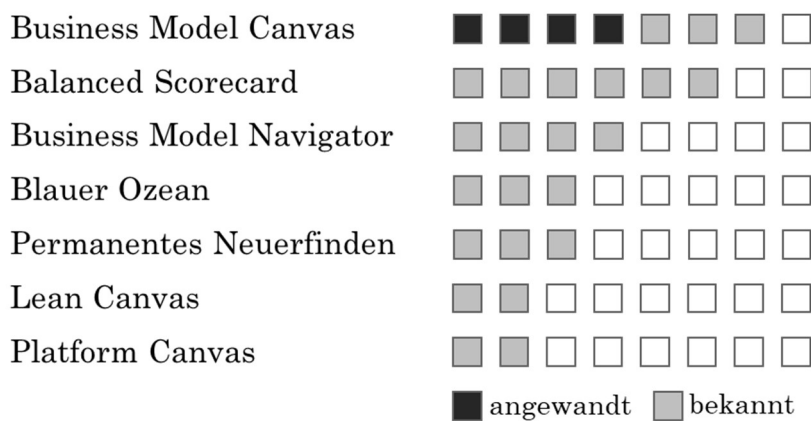 Business Model Canvas
Balanced Scorecard
Business Model Navigator
Blauer Ozean
Permanentes Neuerfinden
Lean Canvas
Platform Canvas
angewandt bekannt